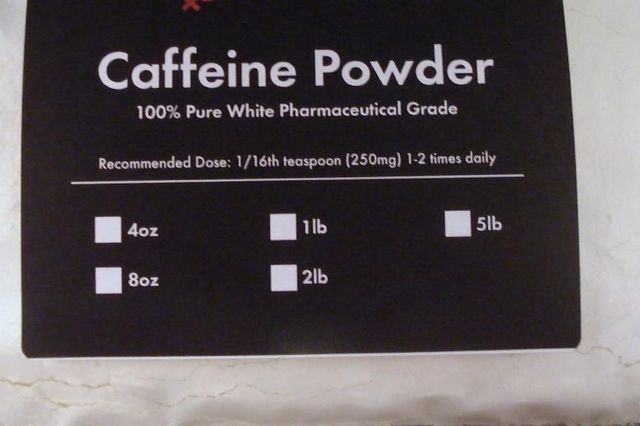 Caffeine Powder
100% Pure White Pharmaceutical Grade
Recommended Dose: 1/16th teaspoon (250mg) 1-2 times daily
4oz 1lb 5lb
8oz 2lb